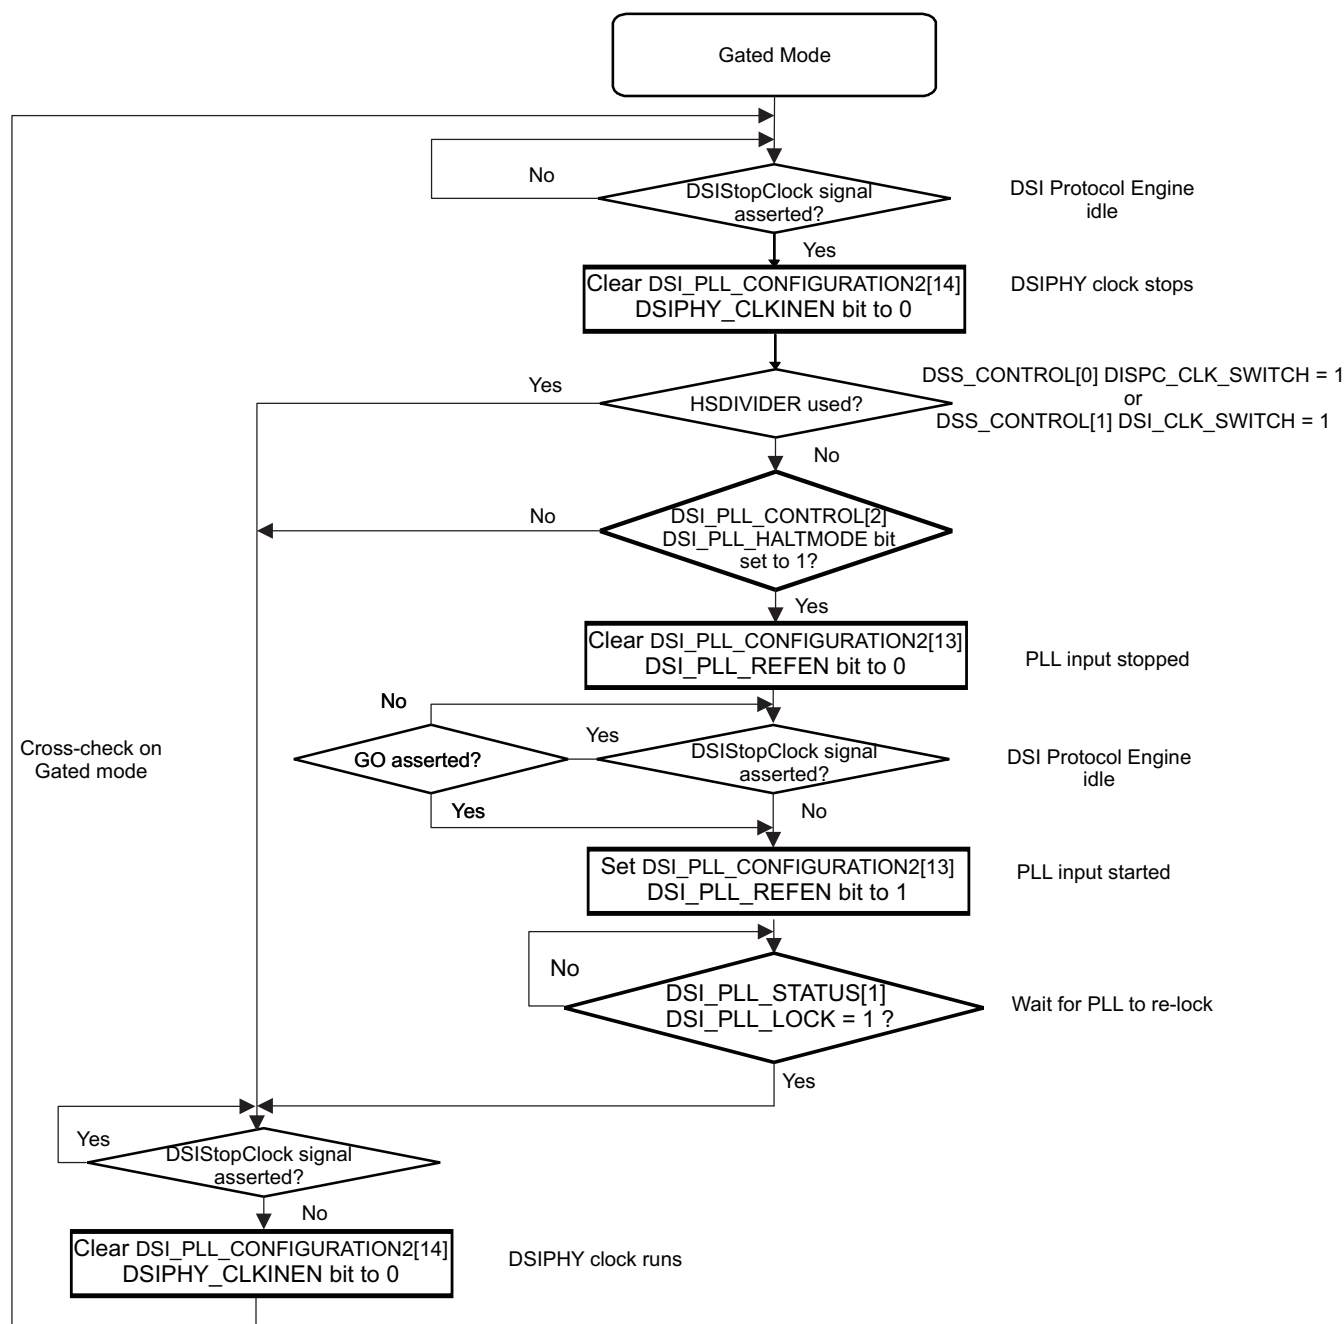 Gated Mode
No
DSIStopClock signal
asserted?
DSI Protocol Engine
idle
Yes
Clear DSI_PLL_CONFIGURATION2[14]
DSIPHY_CLKINEN bit to 0
DSIPHY clock stops
Yes
HSDIVIDER used?
DSS_CONTROL[0] DISPC_CLK_SWITCH = 1
or
DSS_CONTROL[1] DSI_CLK_SWITCH = 1
No
No
DSI_PLL_CONTROL[2]
DSI_PLL_HALTMODE bit
set to 1?
Yes
Clear DSI_PLL_CONFIGURATION2[13]
DSI_PLL_REFEN bit to 0
PLL input stopped
No
Cross-check on
Gated mode
GO asserted?
Yes
DSIStopClock signal
asserted?
DSI Protocol Engine
idle
Yes
No
Set DSI_PLL_CONFIGURATION2[13]
DSI_PLL_REFEN bit to 1
PLL input started
No
DSI_PLL_STATUS[1]
DSI_PLL_LOCK = 1 ?
Wait for PLL to re-lock
Yes
Yes
DSIStopClock signal
asserted?
No
Clear DSI_PLL_CONFIGURATION2[14]
DSIPHY_CLKINEN bit to 0
DSIPHY clock runs